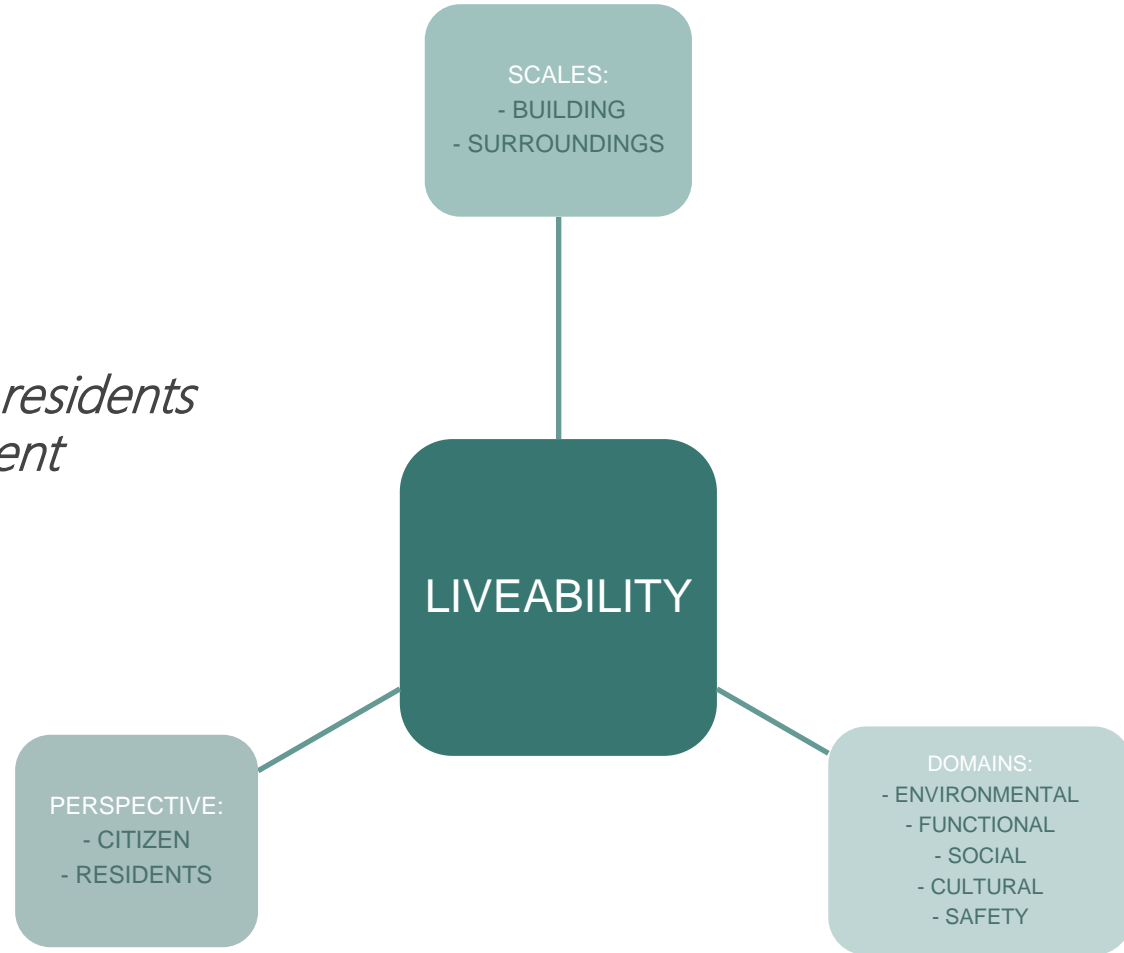 SCALES:
- BUILDING
- SURROUNDINGS
residents
ent
LIVEABILITY
PERSPECTIVE:
- CITIZEN
- RESIDENTS
DOMAINS:
- ENVIRONMENTAL
- FUNCTIONAL
- SOCIAL
- CULTURAL
- SAFETY